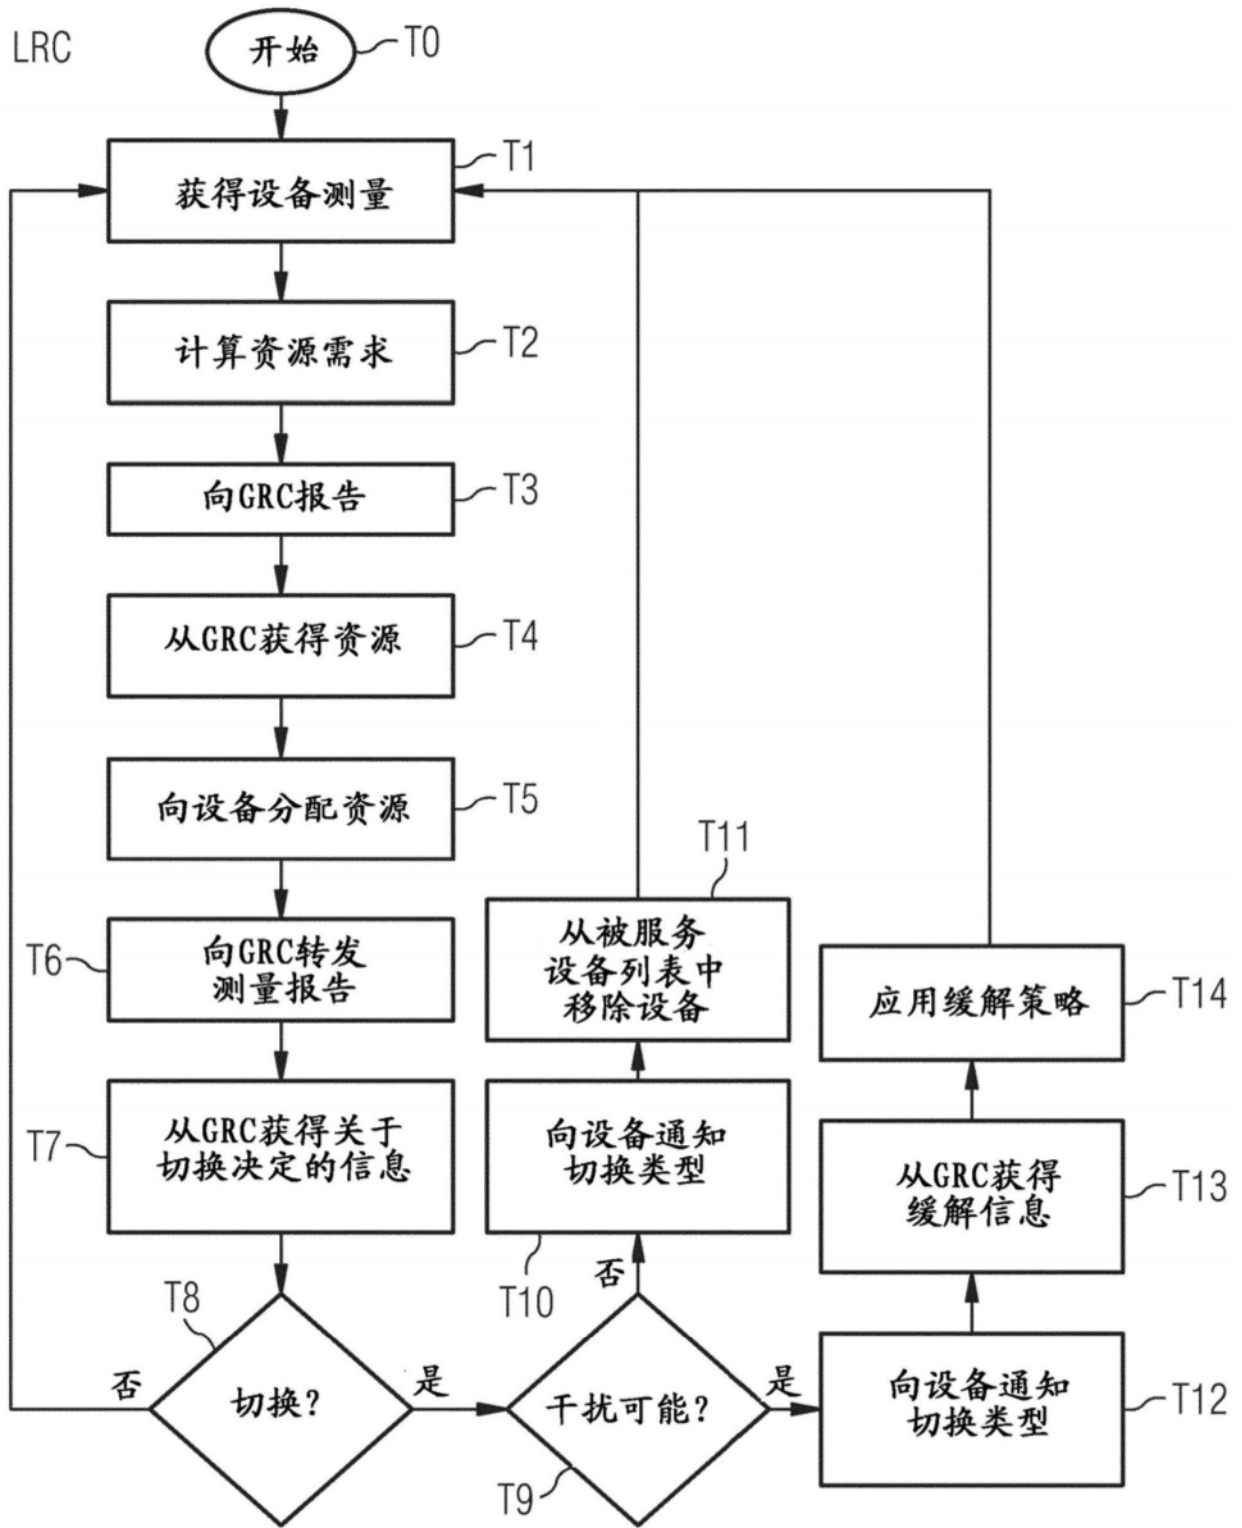 LRC
开始
T0
获得设备测量
T1
计算资源需求
T2
向GRC报告
T3
从GRC获得资源
T4
向设备分配资源
T5
向GRC转发
测量报告
T6
从GRC获得关于
切换决定的信息
T7
切换?
T8
否
是
干扰可能?
T9
否
是
向设备通知
切换类型
T10
从被服务
设备列表中
移除设备
T11
向设备通知
切换类型
T12
从GRC获得
缓解信息
T13
应用缓解策略
T14